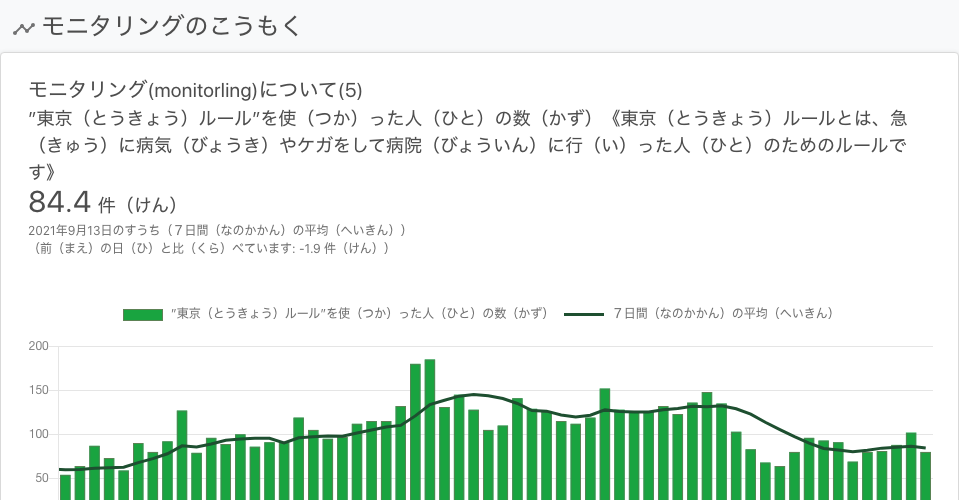 モニタリングのこうもく
モニタリング(monitorling)について(5)
”東京（とうきょう）ルール”を使（つか）った人（ひと）の数（かず）《東京（とうきょう）ルールとは、急
（きゅう）に病気（びょうき）やケガをして病院（びょういん）に行（い）った人（ひと）のためのルールで
す》
84.4 件（けん）
2021年9月13日のすうち（７日間（なのかかん）の平均（へいきん））
（前（まえ）の日（ひ）と比（くら）べています: -1.9 件（けん））
”東京（とうきょう）ルール”を使（つか）った人（ひと）の数（かず） ７日間（なのかかん）の平均（へいきん）
200
150
100
50